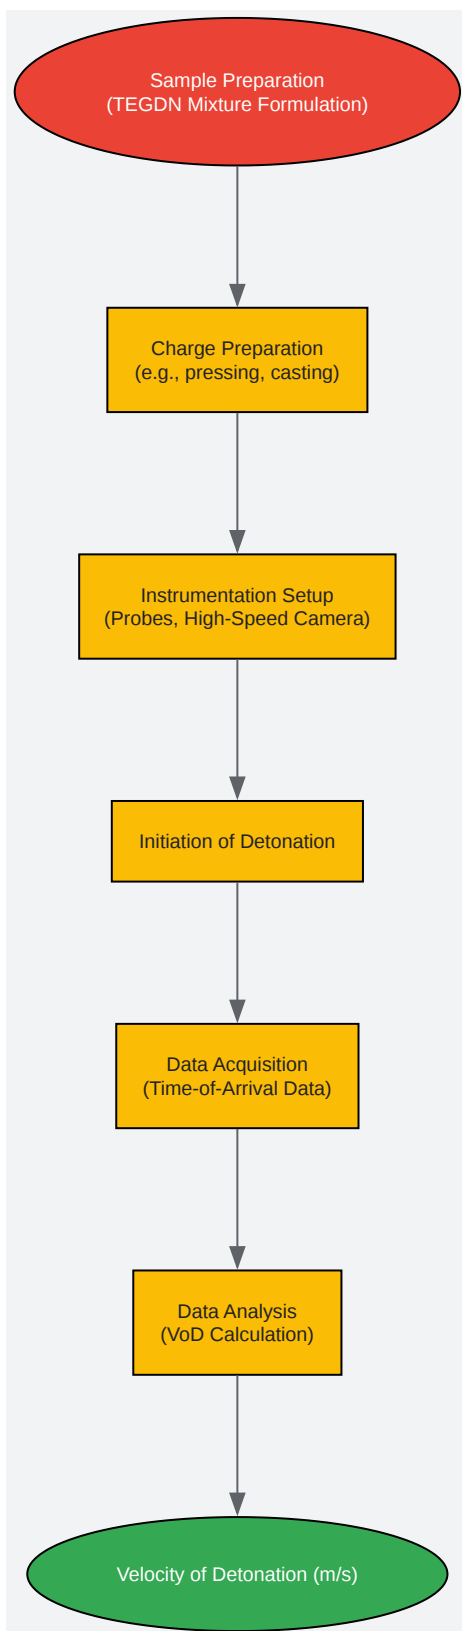 Sample Preparation
(TEGDN Mixture Formulation)
Charge Preparation
(e.g., pressing, casting)
Instrumentation Setup
(Probes, High-Speed Camera)
Initiation of Detonation
Data Acquisition
(Time-of-Arrival Data)
Data Analysis
(VoD Calculation)
Velocity of Detonation (m/s)